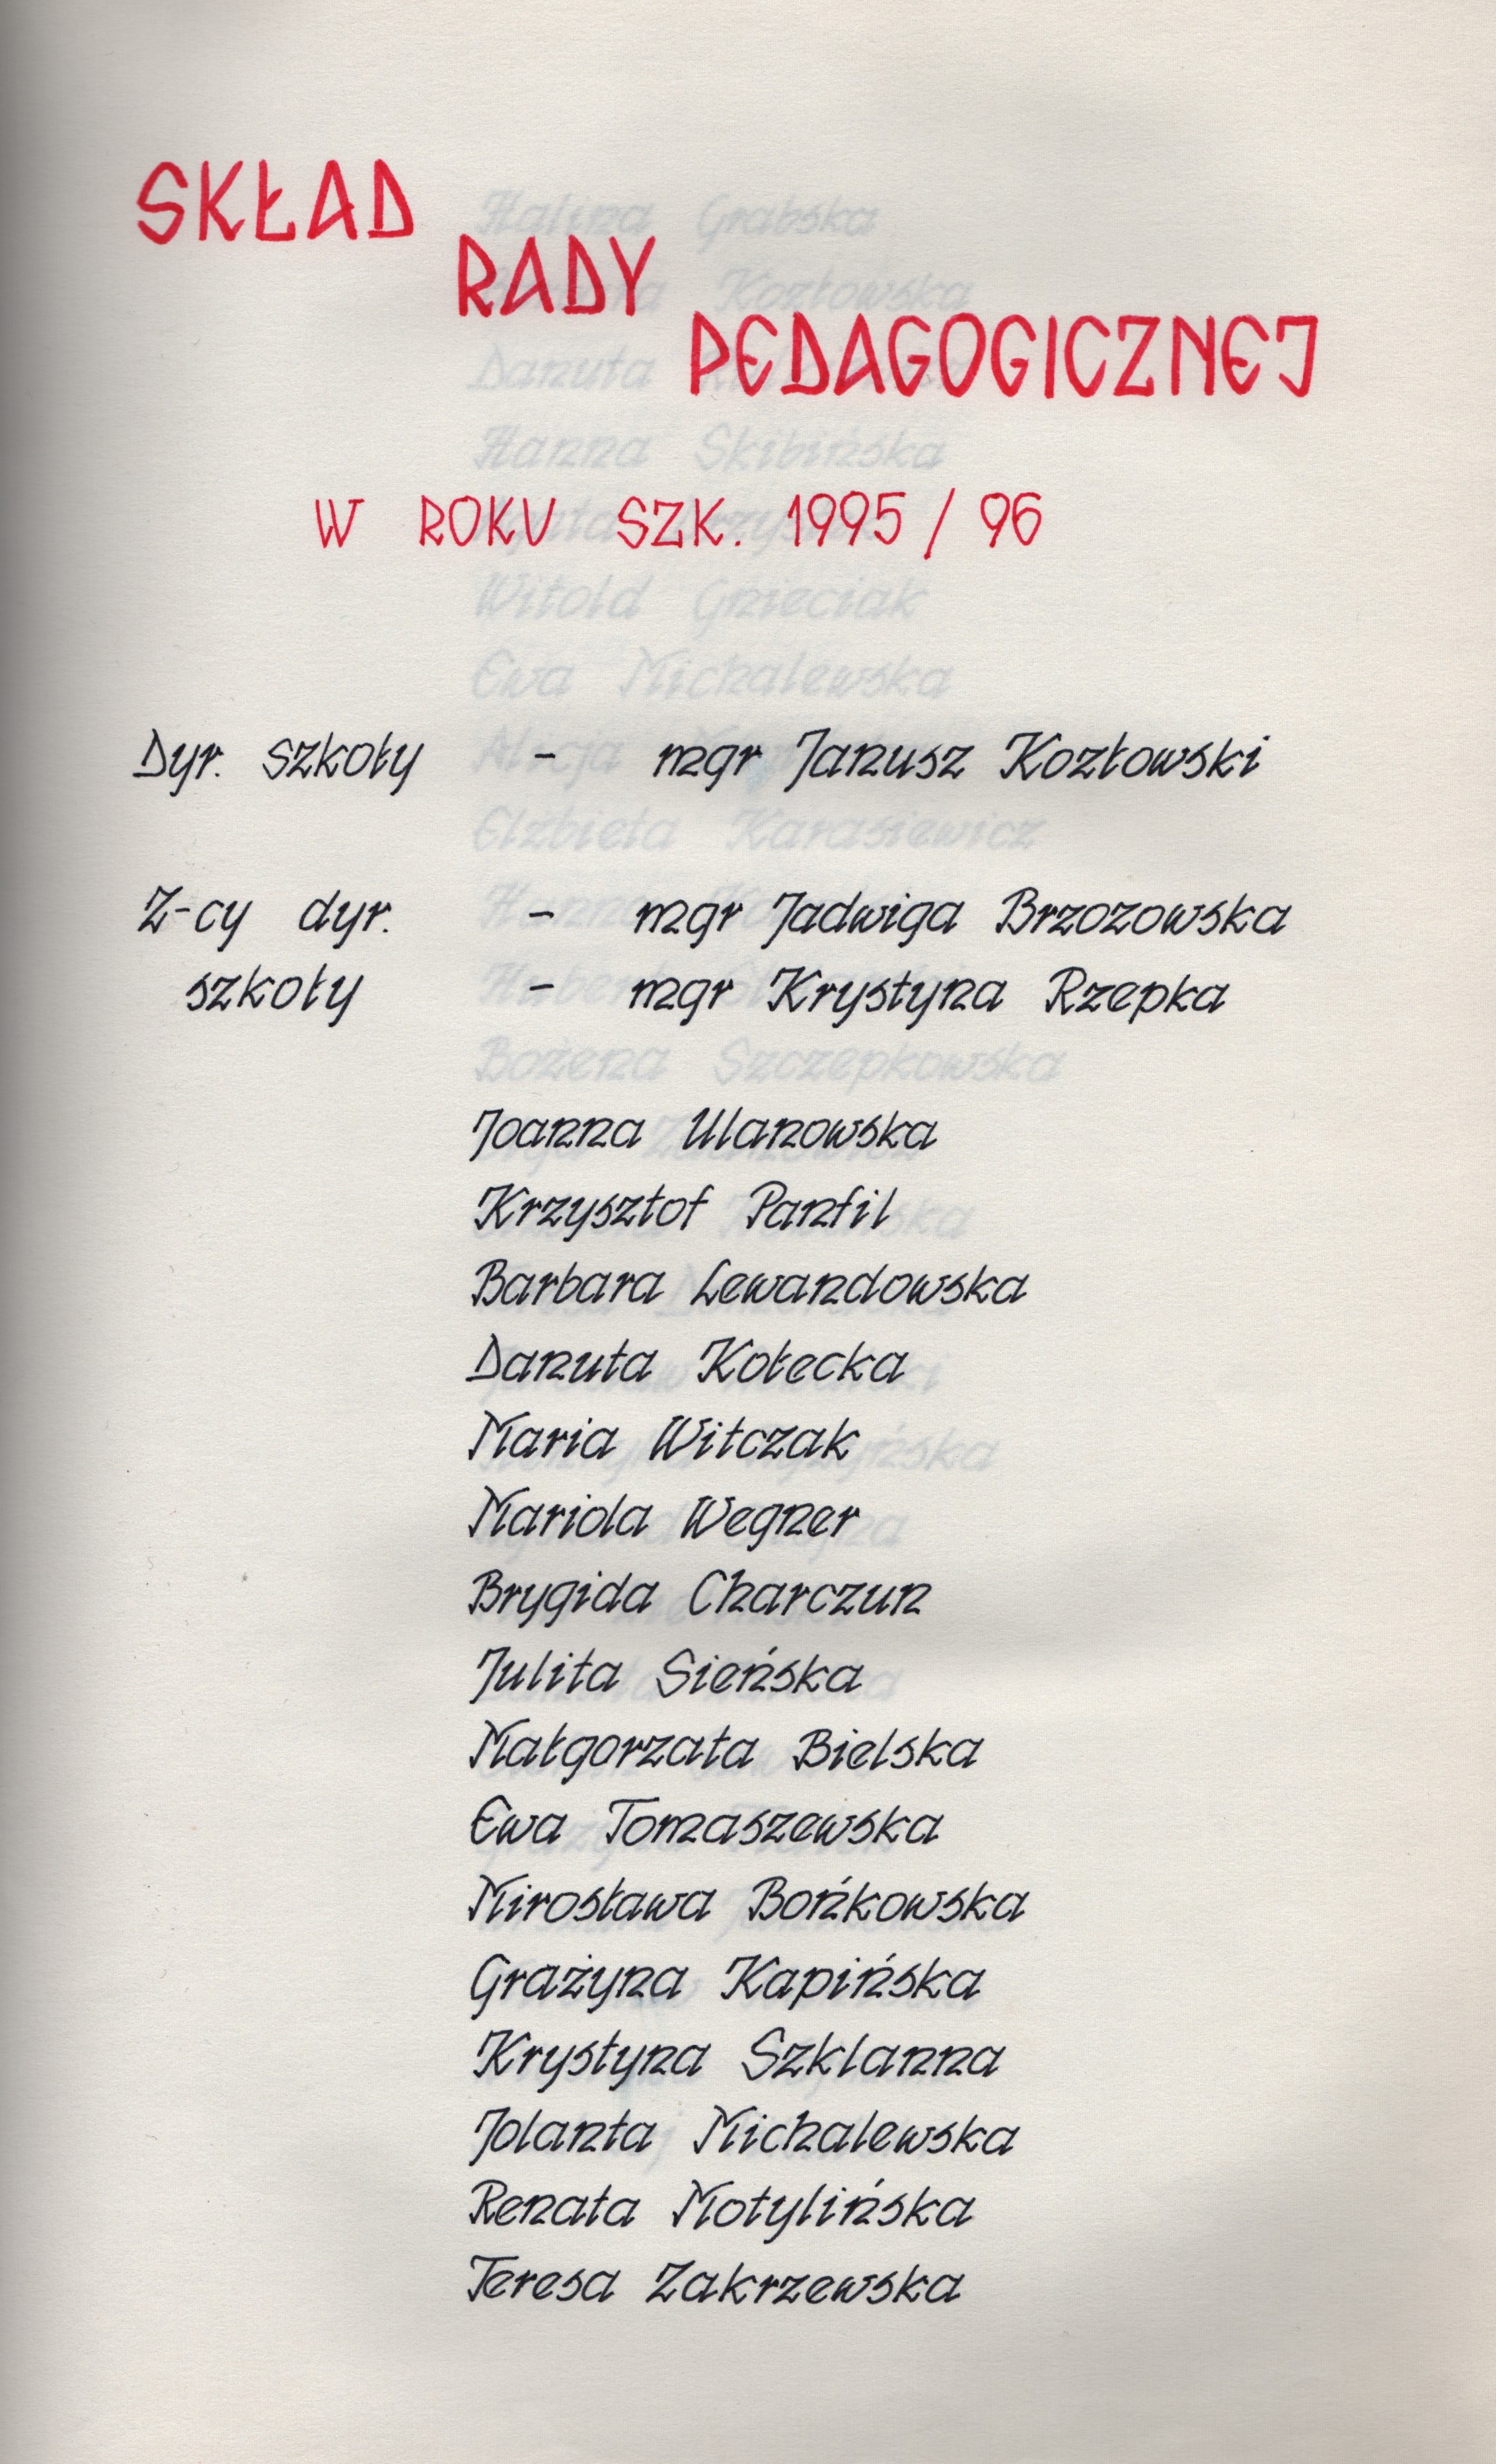 SKŁAD
RADY
PEDAGOGICZNEJ
W ROKU SZK. 1995/96
Dyr. szkoły - mgr Janusz Kozłowski
Z-cy dyr. - mgr Jadwiga Brzozowska
szkoły - mgr Krystyna Rzepka
Joanna Ulanowska
Krzysztof Panfil
Barbara Lewandowska
Danuta Kołecka
Maria Witczak
Mariola Wegner
Brygida Charczun
Julita Sieńska
Małgorzata Bielska
Ewa Tomaszewska
Mirosława Bońkowska
Grażyna Kapińska
Krystyna Szklanna
Jolanta Michalewska
Renata Motylińska
Teresa Zakrzewska